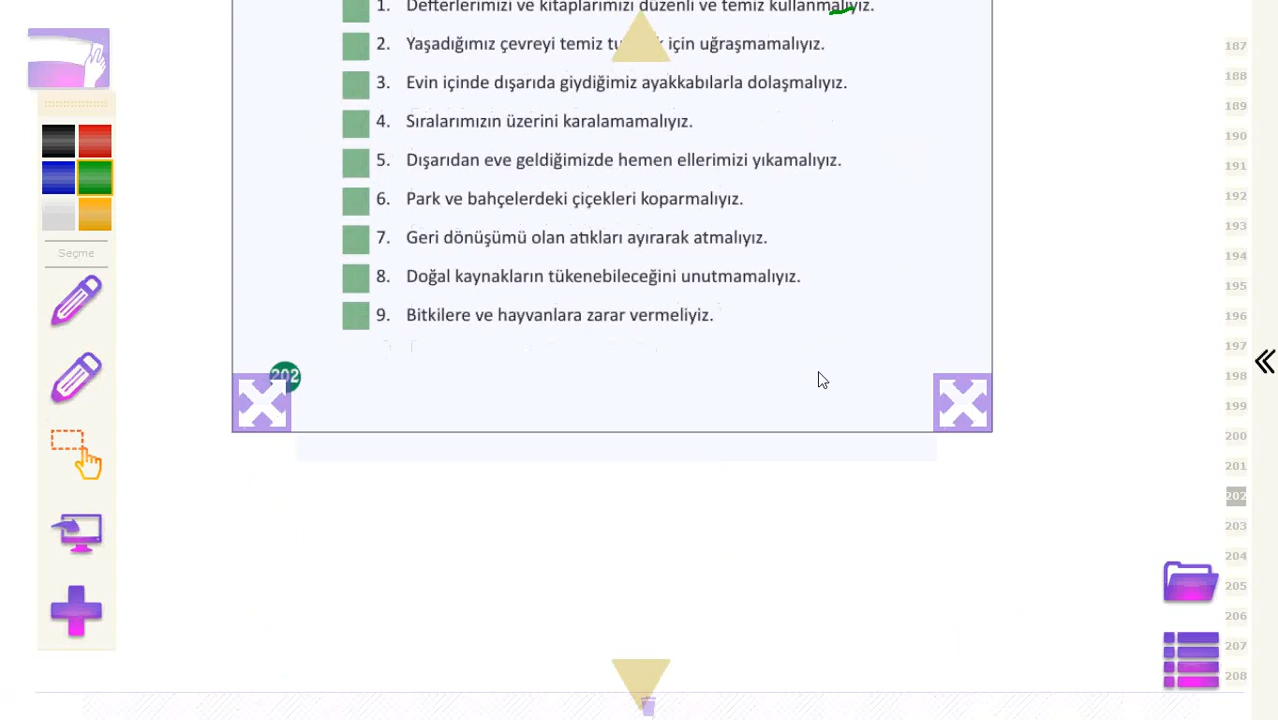 1. Defterlerimizi ve kitaplarımızı düzenli ve temiz kullanmalıyız.
2. Yaşadığımız çevreyi temiz için uğraşmamalıyız.
3. Evin içinde dışarıda giydiğimiz ayakkabılarla dolaşmalıyız.
4. Sıralarımızın üzerini karalamamalıyız.
5. Dışarıdan eve geldiğimizde hemen ellerimizi yıkamalıyız.
6. Park ve bahçelerdeki çiçekleri koparmalıyız.
7. Geri dönüşümü olan atıkları ayırarak atmalıyız.
8. Doğal kaynakların tükenebileceğini unutmamalıyız.
9. Bitkilere ve hayvanlara zarar vermeliyiz.
202
Seçme
187
188
189
190
191
192
193
194
195
196
197
198
199
200
201
202
203
204
205
206
207
208